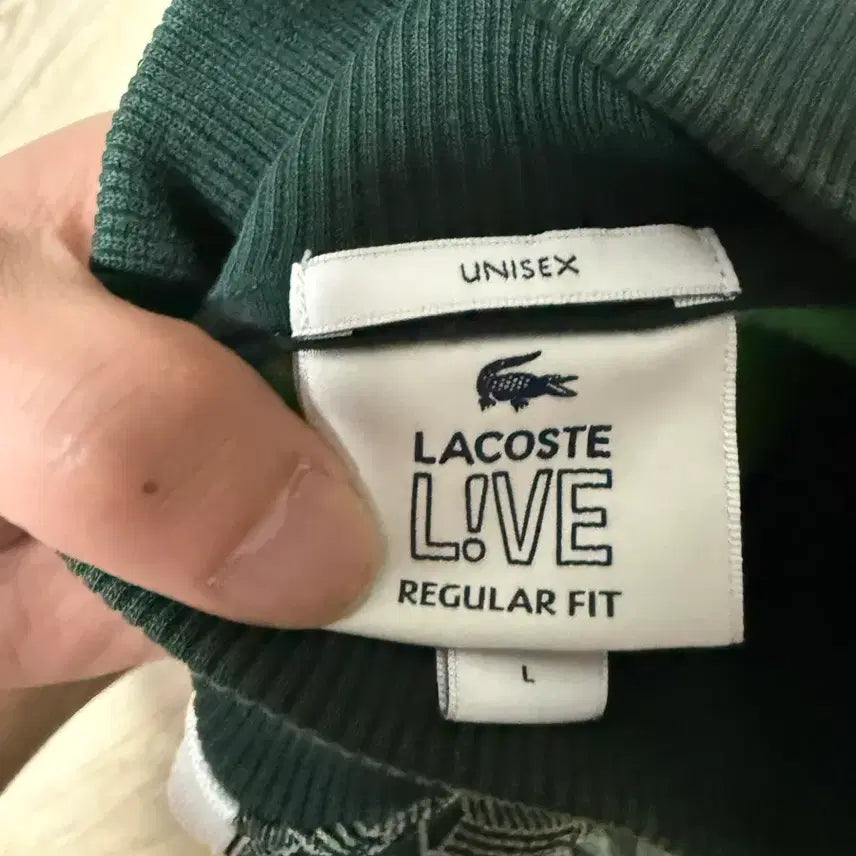 UNISEX
LACOSTE
L!VE
REGULAR FIT
L